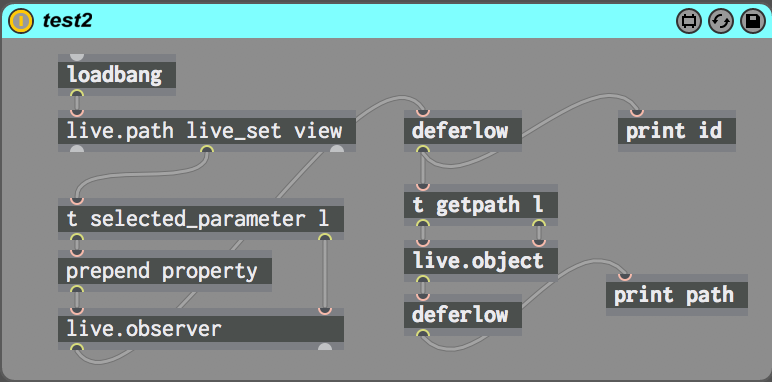 test2
loadbang
live.path live_set view
deferlow
print id
t selected_parameter l
t getpath l
prepend property
live.object
print path
live.observer
deferlow